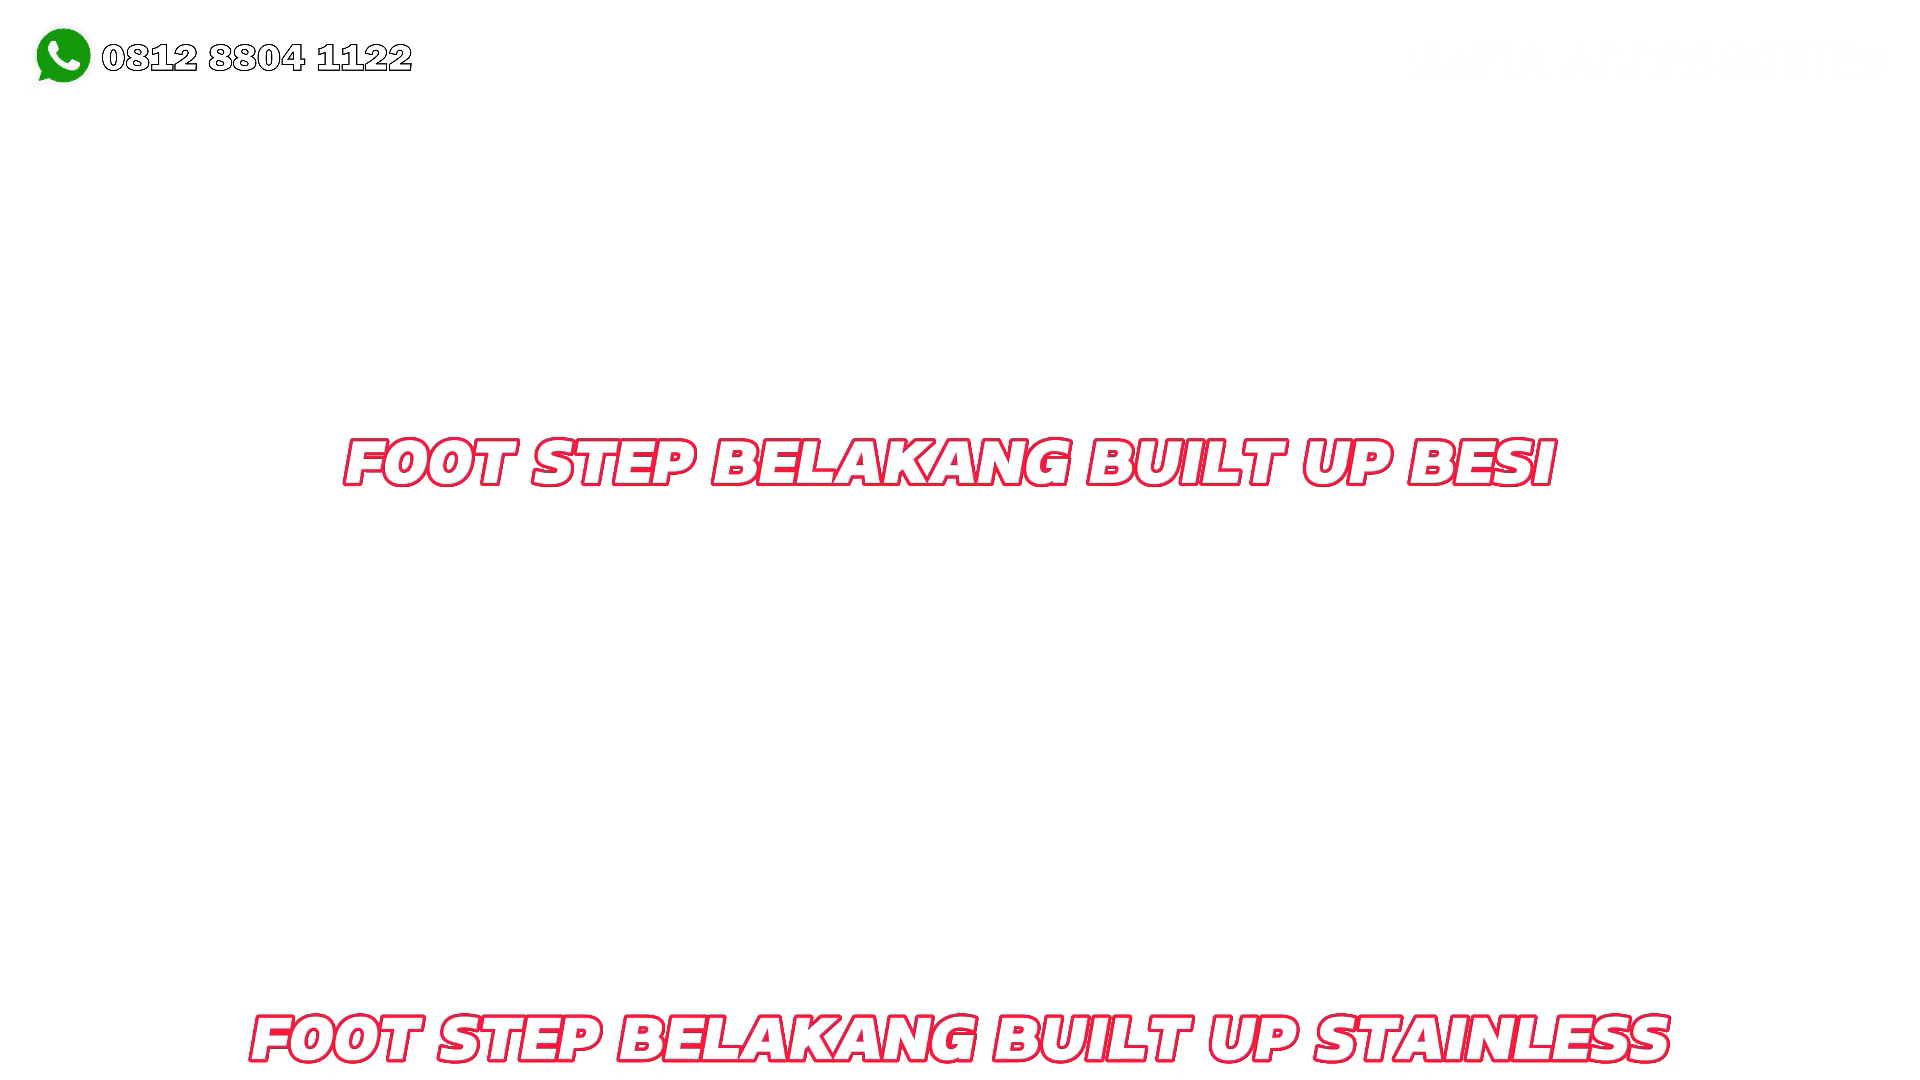 0812 8804 1122
FOOT STEP BELAKANG BUILT UP BESI
FOOT STEP BELAKANG BUILT UP STAINLESS